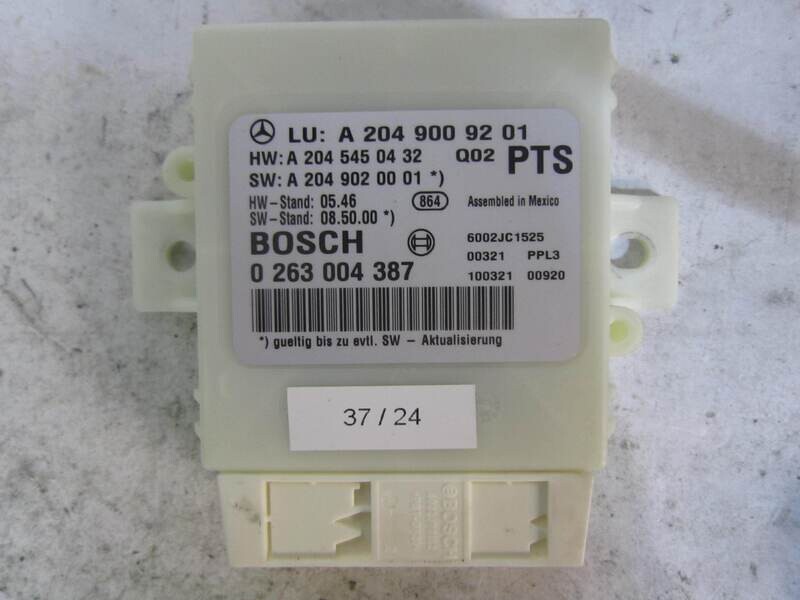 LU: A 204 900 92 01
HW: A 204 545 04 32 Q02 PTS
SW: A 204 902 00 01 *)
HW-Stand: 05.46 864 Assembled in Mexico
SW-Stand: 08.50.00 *)
BOSCH 6002JC1525
00321 PPL3
0 263 004 387 100321 00920
*) gueltig bis zu evtl. SW - Aktualisierung
37 / 24
BOSCH